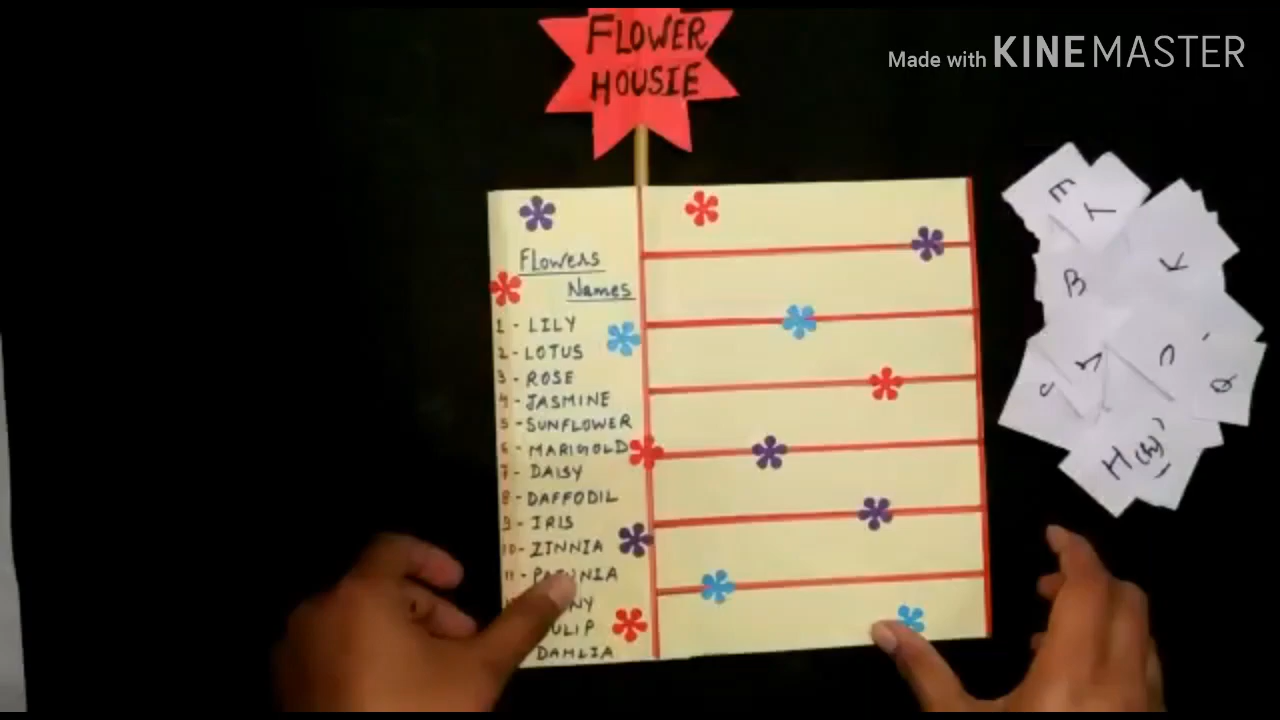 FLOWER
HOUSIE
Made with KINEMASTER
Flowers
Names
1 - LILY
2 - LOTUS
3 - ROSE
4 - JASMINE
5 - SUNFLOWER
6 - MARIGOLD
7 - DAISY
8 - DAFFODIL
9 - IRIS
10 - ZINNIA
11 -
DAHLIA
E
Y
B
K
H(h)